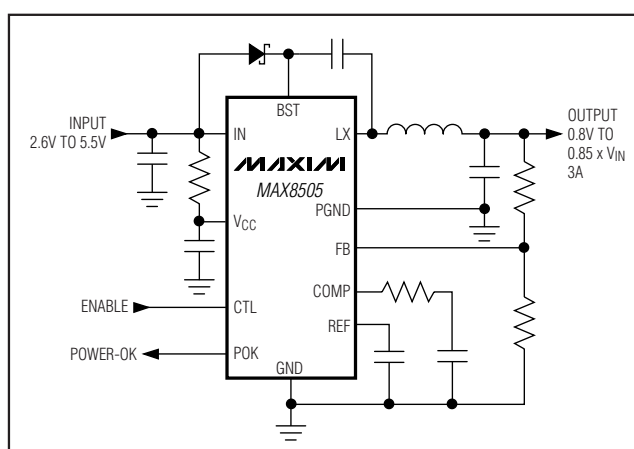 BST
INPUT
2.6V TO 5.5V
IN
LX
OUTPUT
0.8V TO
0.85 x VIN
3A
MAXIM
MAX8505
PGND
VCC
FB
COMP
ENABLE
CTL
REF
POWER-OK
POK
GND